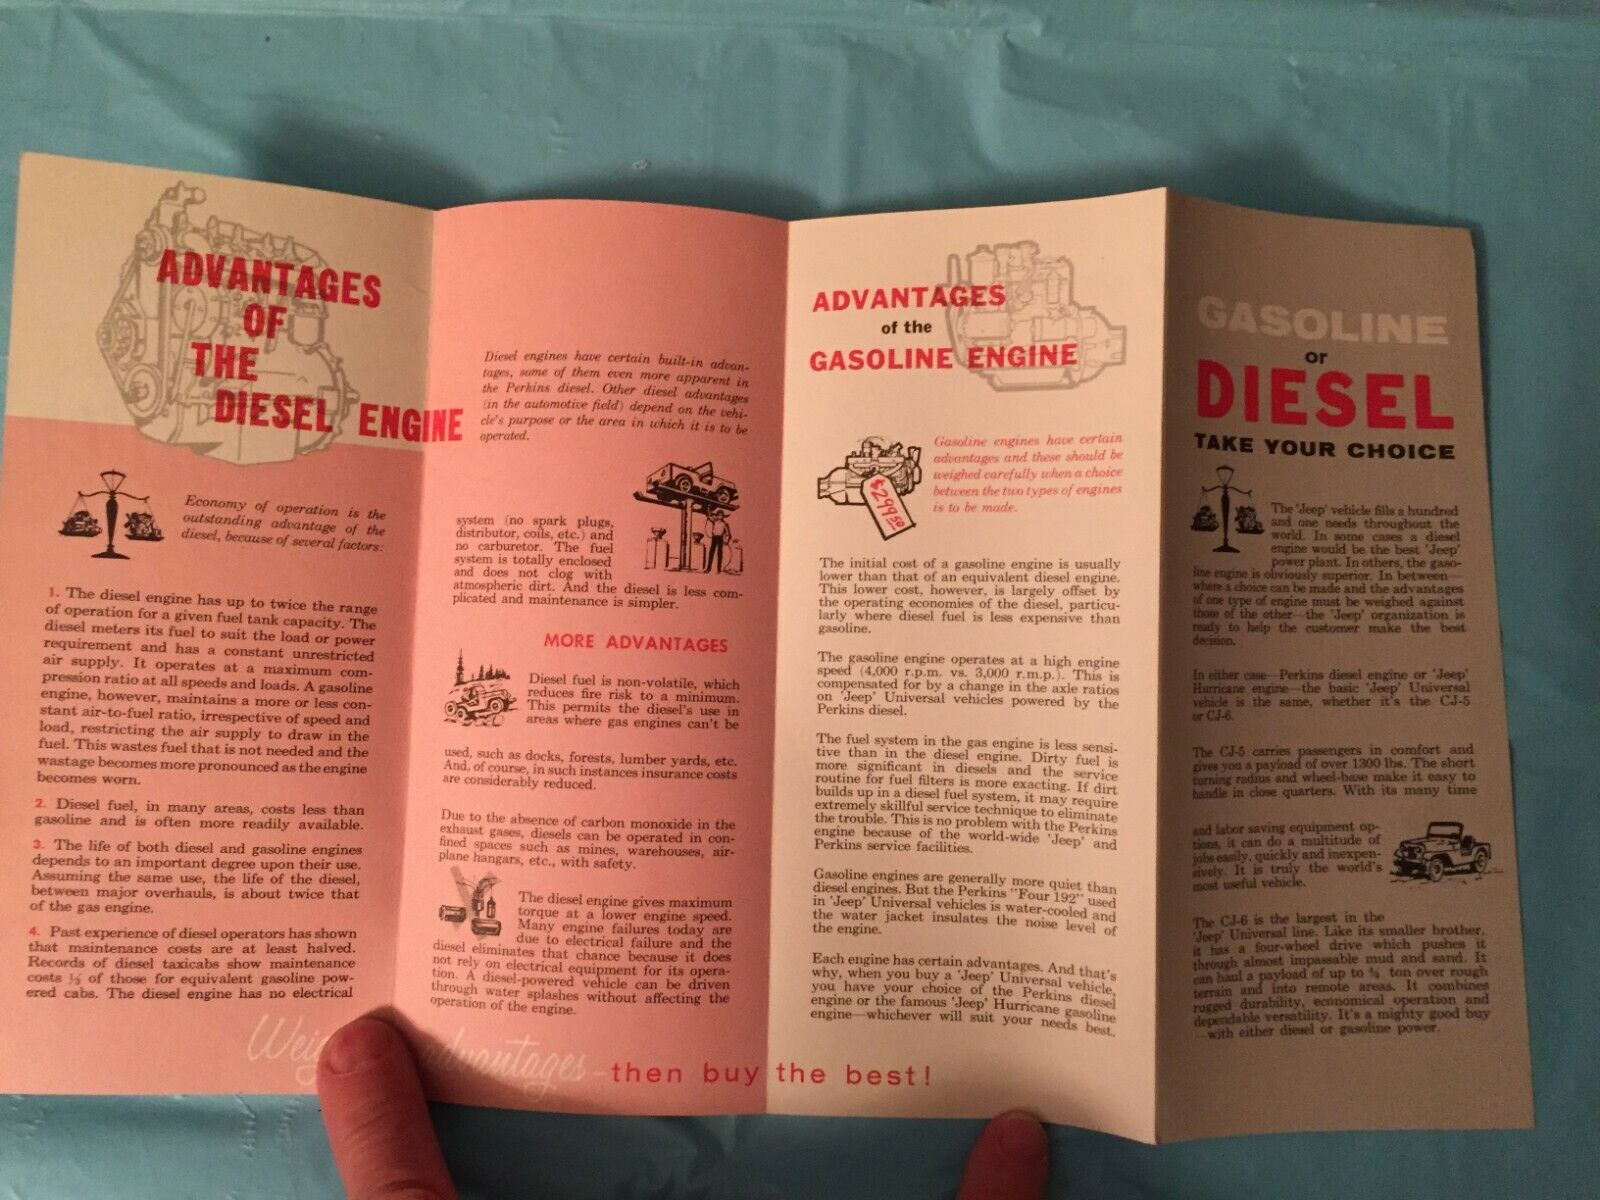 ADVANTAGES
OF
THE
DIESEL ENGINE
Economy of operation is the
outstanding advantage of the
diesel, because of several factors:
1. The diesel engine has up to twice the range
of operation for a given fuel tank capacity. The
diesel meters its fuel to suit the load or power
requirement and has a constant unrestricted
air supply. It operates at a maximum com-
pression ratio at all speeds and loads. A gasoline
engine, however, maintains a more or less con-
stant air-to-fuel ratio, irrespective of speed and
load, restricting the air supply to draw in the
fuel. This wastes fuel that is not needed and the
wastage becomes more pronounced as the engine
becomes worn.
2. Diesel fuel, in many areas, costs less than
gasoline and is often more readily available.
3. The life of both diesel and gasoline engines
depends to an important degree upon their use.
Assuming the same use, the life of the diesel,
between major overhauls, is about twice that
of the gas engine.
4. Past experience of diesel operators has shown
that maintenance costs are at least halved.
Records of diesel taxicabs show maintenance
costs ⅓ of those for equivalent gasoline pow-
ered cabs. The diesel engine has no electrical
Diesel engines have certain built-in advan-
tages, some of them even more apparent in
the Perkins diesel. Other diesel advantages
(in the automotive field) depend on the vehi-
cle's purpose or the area in which it is to be
operated.
system (no spark plugs,
distributor, coils, etc.) and
no carburetor. The fuel
system is totally enclosed
and does not clog with
atmospheric dirt. And the diesel is less com-
plicated and maintenance is simpler.
MORE ADVANTAGES
Diesel fuel is non-volatile, which
reduces fire risk to a minimum.
This permits the diesel's use in
areas where gas engines can't be
used, such as docks, forests, lumber yards, etc.
And, of course, in such instances insurance costs
are considerably reduced.
Due to the absence of carbon monoxide in the
exhaust gases, diesels can be operated in con-
fined spaces such as mines, warehouses, air-
plane hangars, etc., with safety.
The diesel engine gives maximum
torque at a lower engine speed.
Many engine failures today are
due to electrical failure and the
diesel eliminates that chance because it does
not rely on electrical equipment for its opera-
tion. A diesel-powered vehicle can be driven
through water splashes without affecting the
operation of the engine.
advantages—then buy the best!
ADVANTAGES
of the
GASOLINE ENGINE
$299.50
Gasoline engines have certain
advantages and these should be
weighed carefully when a choice
between the two types of engines
is to be made.
The initial cost of a gasoline engine is usually
lower than that of an equivalent diesel engine.
This lower cost, however, is largely offset by
the operating economies of the diesel, particu-
larly where diesel fuel is less expensive than
gasoline.
The gasoline engine operates at a high engine
speed (4,000 r.p.m. vs. 3,000 r.m.p.). This is
compensated for by a change in the axle ratios
on 'Jeep' Universal vehicles powered by the
Perkins diesel.
The fuel system in the gas engine is less sensi-
tive than in the diesel engine. Dirty fuel is
more significant in diesels and the service
routine for fuel filters is more exacting. If dirt
builds up in a diesel fuel system, it may require
extremely skillful service technique to eliminate
the trouble. This is no problem with the Perkins
engine because of the world-wide 'Jeep' and
Perkins service facilities.
Gasoline engines are generally more quiet than
diesel engines. But the Perkins "Four 192" used
in 'Jeep' Universal vehicles is water-cooled and
the water jacket insulates the noise level of
the engine.
Each engine has certain advantages. And that's
why, when you buy a 'Jeep' Universal vehicle,
you have your choice of the Perkins diesel
engine or the famous 'Jeep' Hurricane gasoline
engine—whichever will suit your needs best.
GASOLINE
or
DIESEL
TAKE YOUR CHOICE
The 'Jeep' vehicle fills a hundred
and one needs throughout the
world. In some cases a diesel
engine would be the best 'Jeep'
power plant. In others, the gaso-
line engine is obviously superior. In between—
where a choice can be made and the advantages
of one type of engine must be weighed against
those of the other—the 'Jeep' organization is
ready to help the customer make the best
decision.
In either case—Perkins diesel engine or 'Jeep'
Hurricane engine—the basic 'Jeep' Universal
vehicle is the same, whether it's the CJ-5
or CJ-6.
The CJ-5 carries passengers in comfort and
gives you a payload of over 1300 lbs. The short
turning radius and wheel-base make it easy to
handle in close quarters. With its many time
and labor saving equipment op-
tions, it can do a multitude of
jobs easily, quickly and inexpen-
sively. It is truly the world's
most useful vehicle.
The CJ-6 is the largest in the
'Jeep' Universal line. Like its smaller brother,
it has a four-wheel drive which pushes it
through almost impassable mud and sand. It
can haul a payload of up to ¾ ton over rough
terrain and into remote areas. It combines
rugged durability, economical operation and
dependable versatility. It's a mighty good buy
—with either diesel or gasoline power.